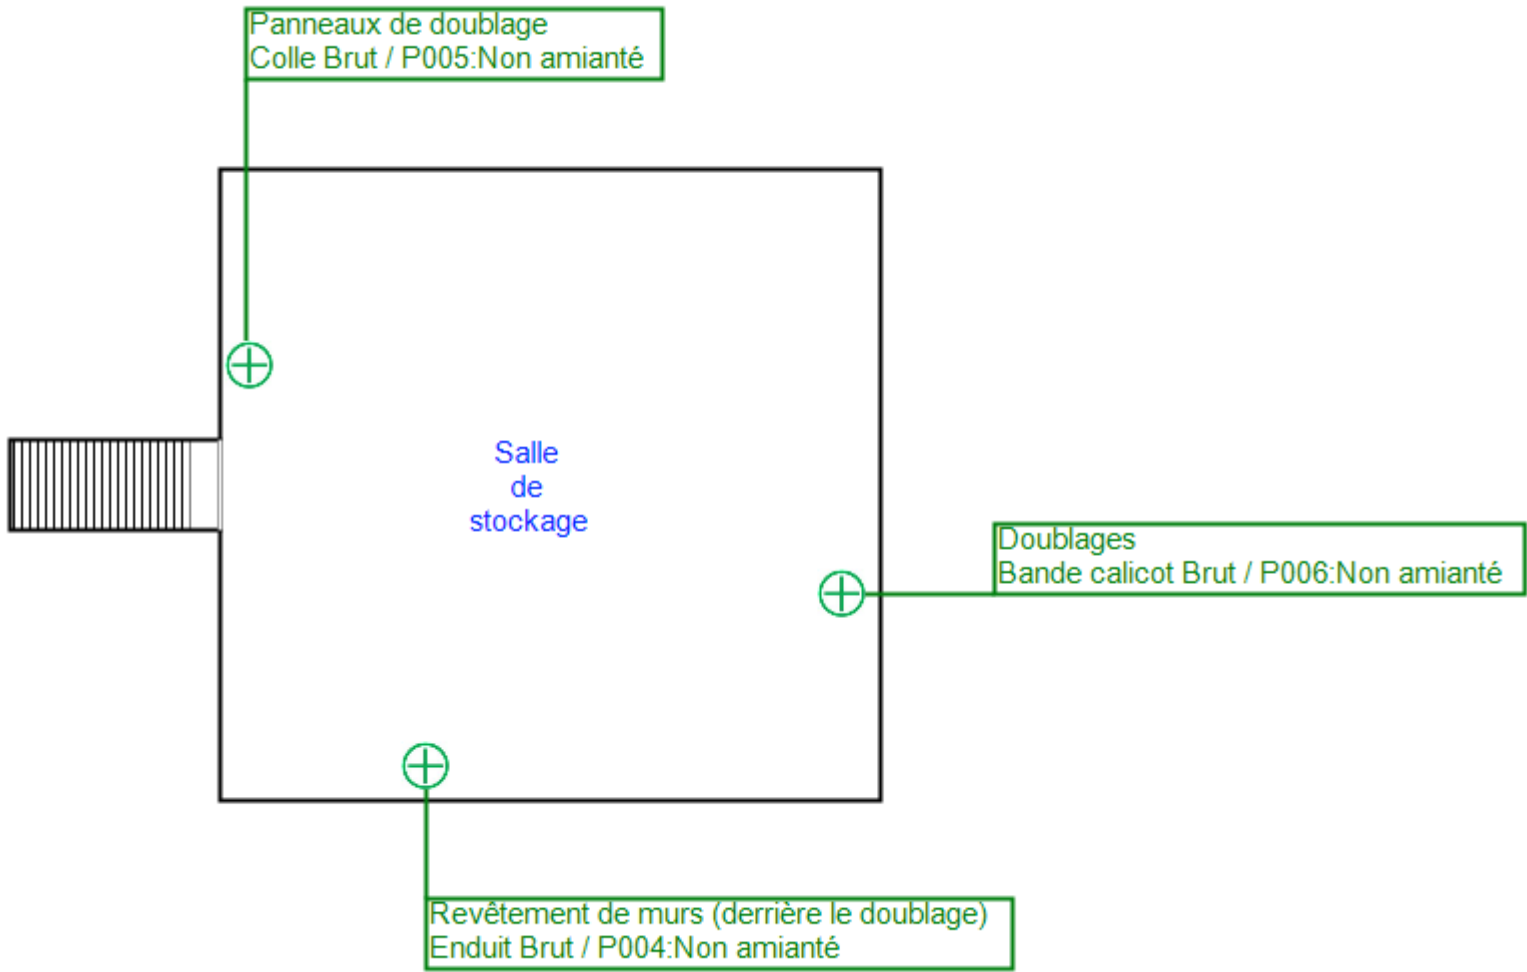 Panneaux de doublage
Colle Brut / P005:Non amianté
Salle
de
stockage
Doublages
Bande calicot Brut / P006:Non amianté
Revêtement de murs (derrière le doublage)
Enduit Brut / P004:Non amianté